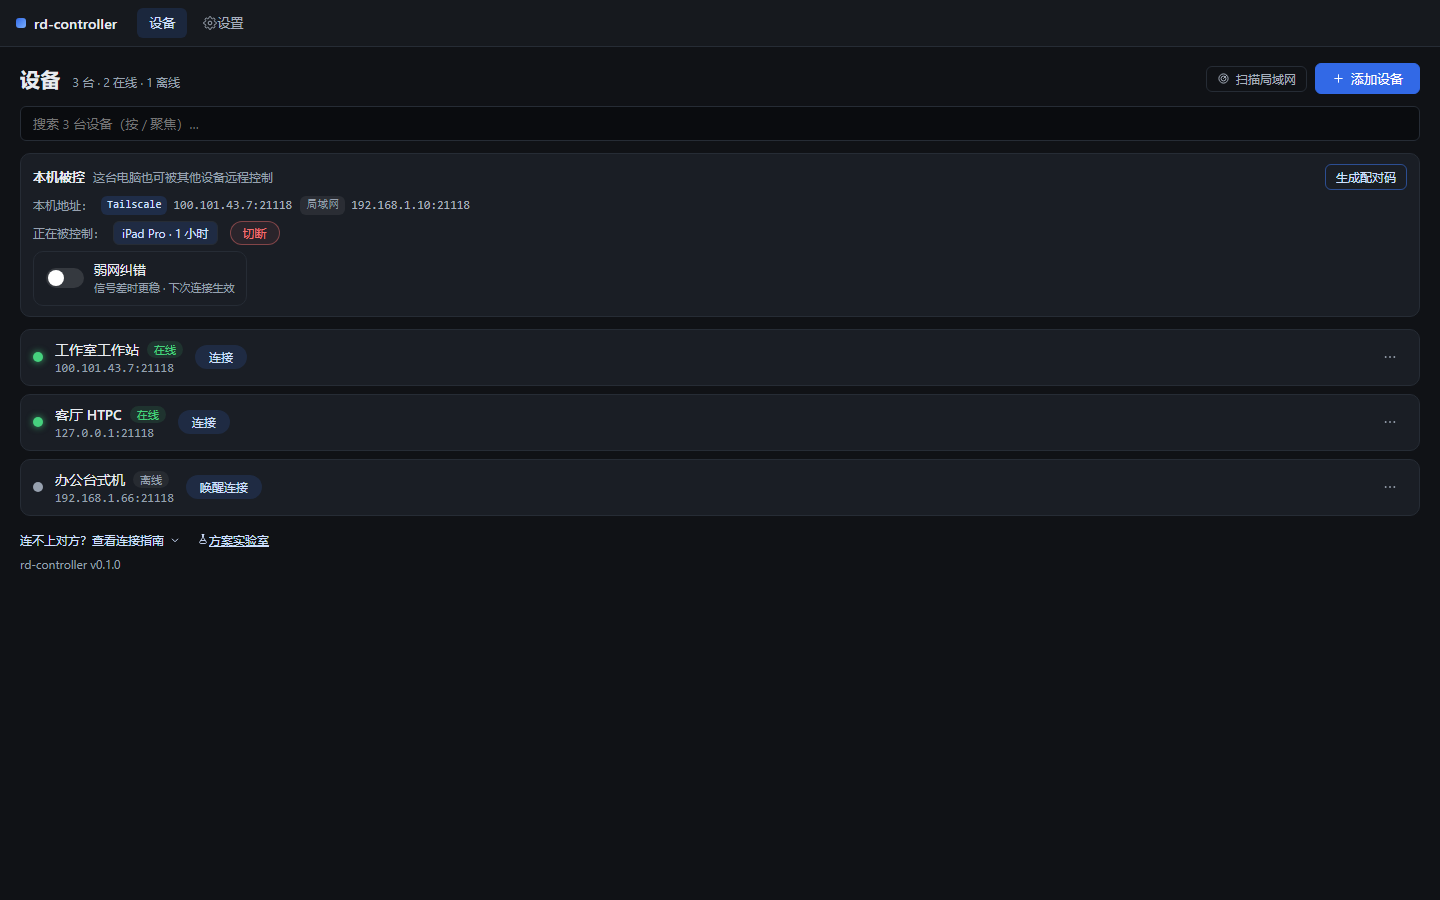 rd-controller 设备 设置
设备 3 台 · 2 在线 · 1 离线 扫描局域网 + 添加设备
搜索 3 台设备（按 / 聚焦）...
本机被控 这台电脑也可被其他设备远程控制 生成配对码
本机地址: Tailscale 100.101.43.7:21118 局域网 192.168.1.10:21118
正在被控制: iPad Pro · 1 小时 切断
弱网纠错
信号差时更稳 · 下次连接生效
工作室工作站 在线 连接 ···
100.101.43.7:21118
客厅 HTPC 在线 连接 ···
127.0.0.1:21118
办公台式机 离线 唤醒连接 ···
192.168.1.66:21118
连不上对方？查看连接指南 方案实验室
rd-controller v0.1.0